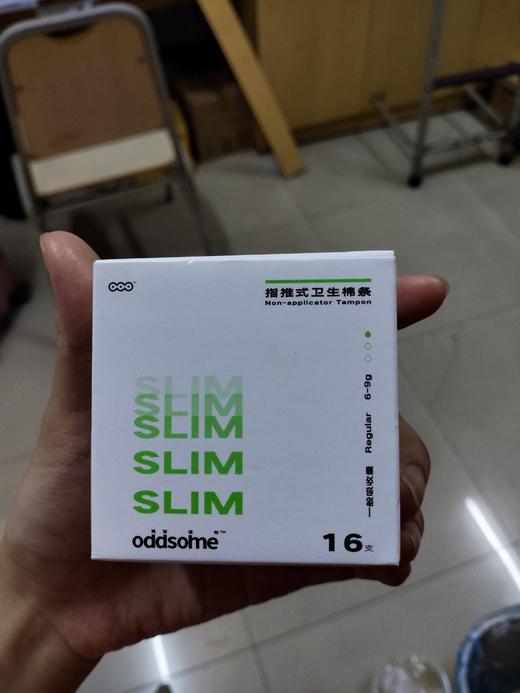 指推式卫生棉条
Non-applicator Tampon
SLIM
SLIM
SLIM
SLIM
SLIM
一般吸收量 Regular 6-9g
oddsome™
16支